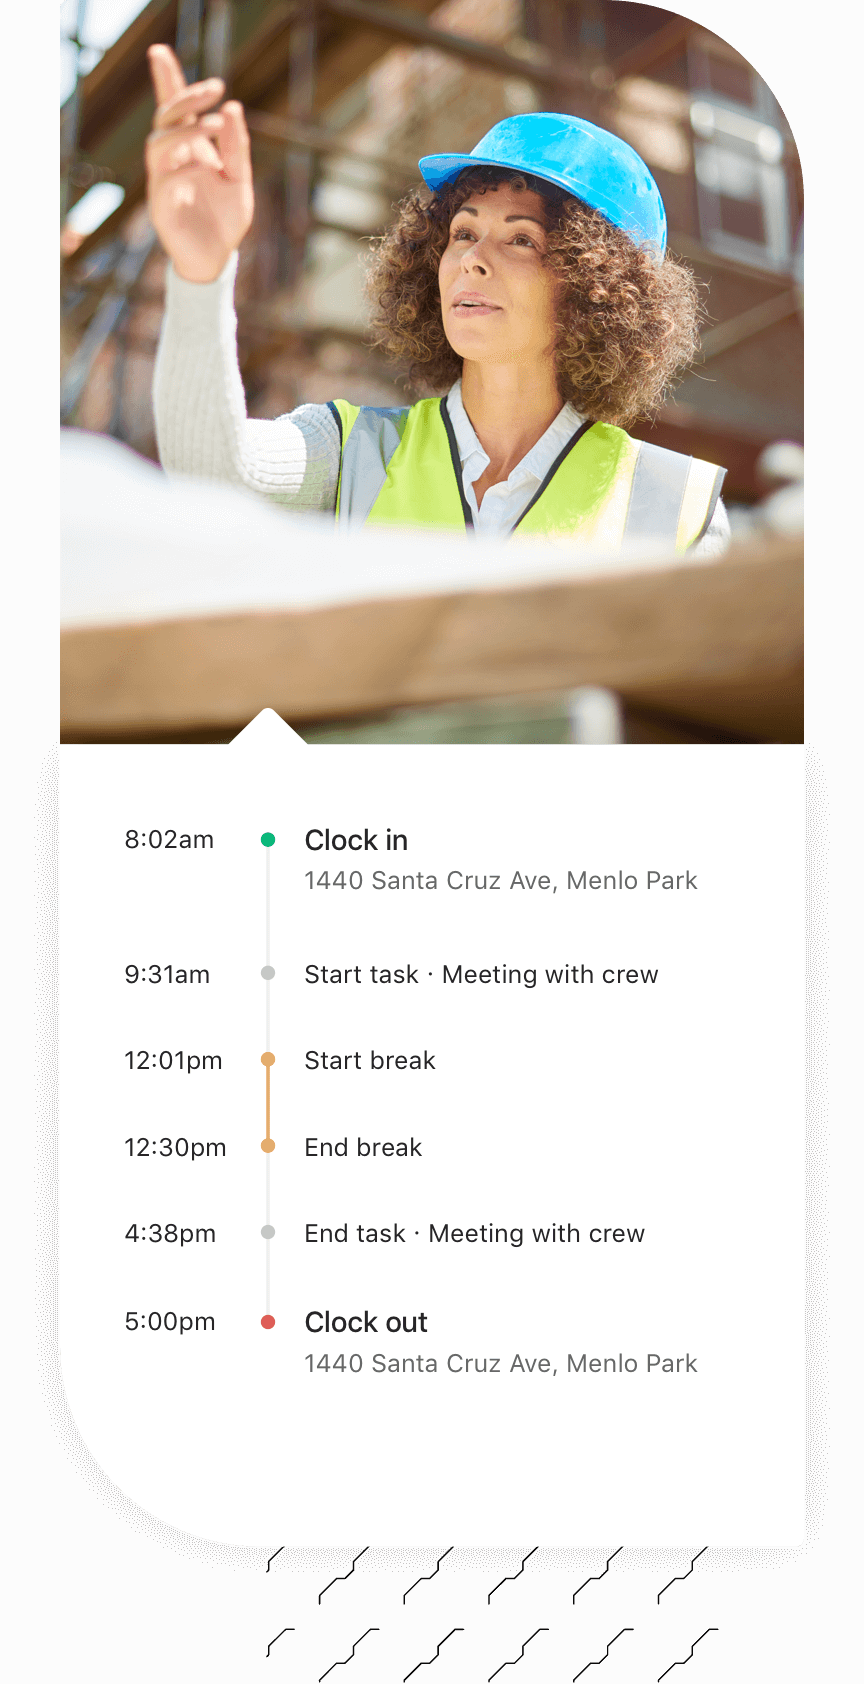 8:02am Clock in
1440 Santa Cruz Ave, Menlo Park
9:31am Start task · Meeting with crew
12:01pm Start break
12:30pm End break
4:38pm End task · Meeting with crew
5:00pm Clock out
1440 Santa Cruz Ave, Menlo Park